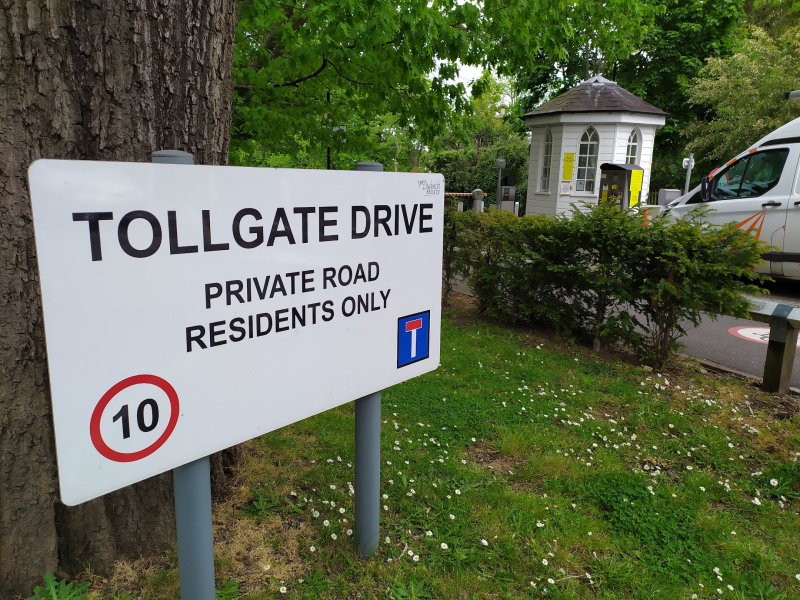 TOLLGATE DRIVE
PRIVATE ROAD
RESIDENTS ONLY
10